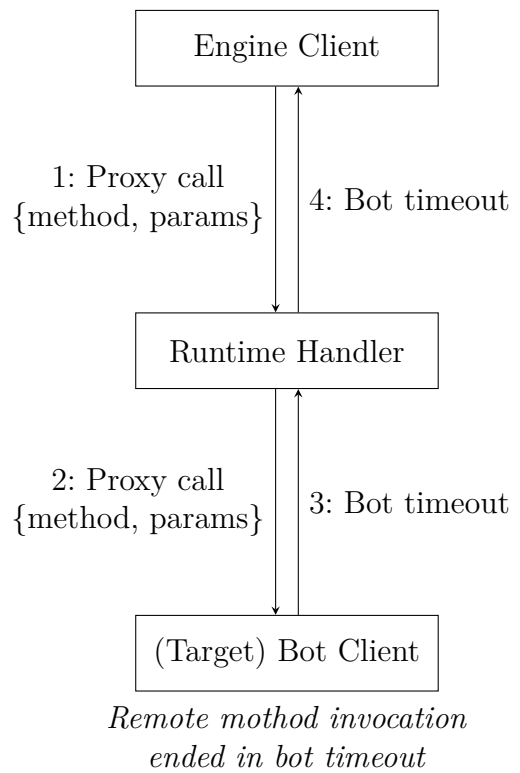 Engine Client
1: Proxy call
{method, params}
4: Bot timeout
Runtime Handler
2: Proxy call
{method, params}
3: Bot timeout
(Target) Bot Client
Remote mothod invocation
ended in bot timeout